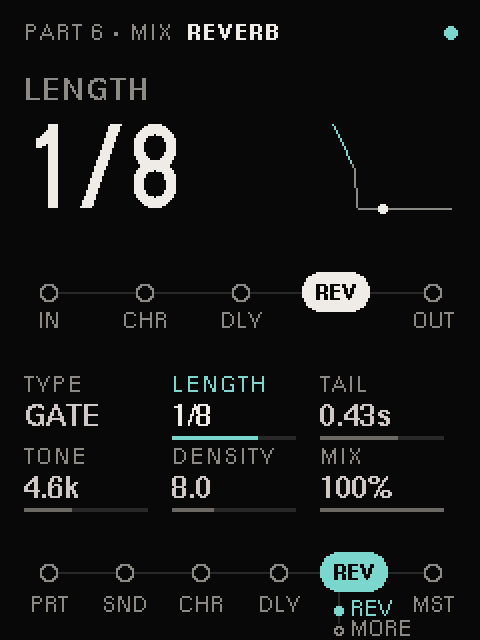 PART 6 · MIX REVERB
LENGTH
1/8
REV
IN CHR DLY OUT
TYPE LENGTH TAIL
GATE 1/8 0.43s
TONE DENSITY MIX
4.6k 8.0 100%
REV
PRT SND CHR DLY REV MST
MORE